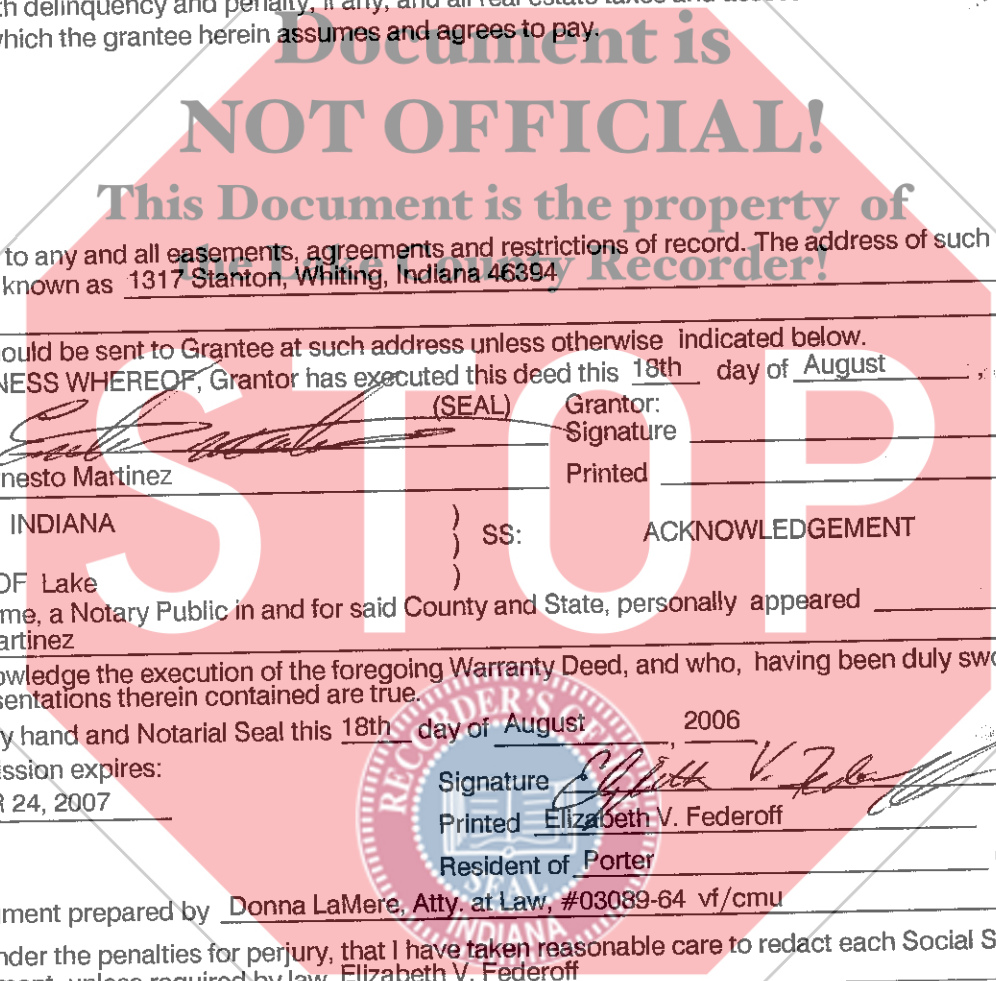 th delinquency and penalty, if any, and all real estate taxes and
which the grantee herein assumes and agrees to pay.
Document is
NOT OFFICIAL!
This Document is the property of
the Lake County Recorder!
to any and all easements, agreements and restrictions of record. The address of such
known as 1317 Stanton, Whiting, Indiana 46394
ould be sent to Grantee at such address unless otherwise indicated below.
NESS WHEREOF, Grantor has executed this deed this 18th day of August ,
(SEAL) Grantor:
Signature
nesto Martinez Printed
STOP
INDIANA ) SS: ACKNOWLEDGEMENT
)
OF Lake )
me, a Notary Public in and for said County and State, personally appeared
artinez
owledge the execution of the foregoing Warranty Deed, and who, having been duly swo
sentations therein contained are true.
y hand and Notarial Seal this 18th day of August , 2006
ssion expires: Signature Elizabeth V. Federoff
R 24, 2007 Printed Elizabeth V. Federoff
Resident of Porter
RECORDER'S
SEAL
INDIANA
ment prepared by Donna LaMere, Atty. at Law, #03089-64 vf/cmu
nder the penalties for perjury, that I have taken reasonable care to redact each Social S
ment, unless required by law. Elizabeth V. Federoff